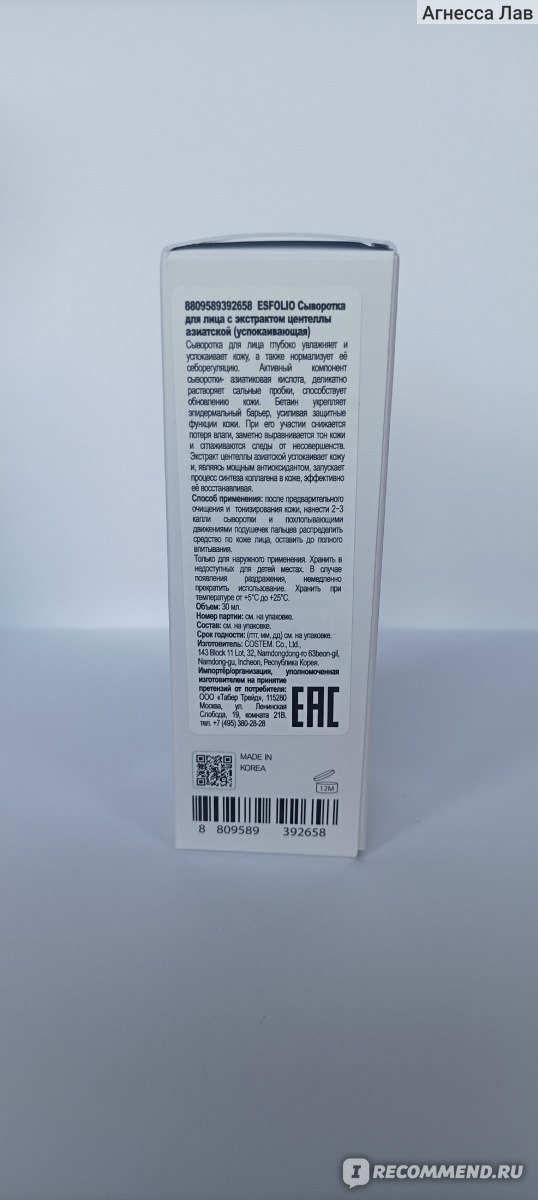 Агнесса Лав
8809589392658 ESFOLIO Сыворотка
для лица с экстрактом центеллы
азиатской (успокаивающая)
Сыворотка для лица глубоко увлажняет и
успокаивает кожу, а также нормализует её
себорегуляцию. Активный компонент
сыворотки- азиатиковая кислота, деликатно
растворяет сальные пробки, способствует
обновлению кожи. Бетаин укрепляет
эпидермальный барьер, усиливая защитные
функции кожи. При его участии снижается
потеря влаги, заметно выравнивается тон кожи
и сглаживаются следы от несовершенств.
Экстракт центеллы азиатской успокаивает кожу
и, являясь мощным антиоксидантом, запускает
процесс синтеза коллагена в коже, эффективно
её восстанавливая.
Способ применения: после предварительного
очищения и тонизирования кожи, нанести 2-3
капли сыворотки и похлопывающими
движениями подушечек пальцев распределить
средство по коже лица, оставить до полного
впитывания.
Только для наружного применения. Хранить в
недоступных для детей местах. В случае
появления раздражения, немедленно
прекратить использование. Хранить при
температуре от +5°C до +25°C.
Объем: 30 мл.
Номер партии: см. на упаковке.
Состав: см. на упаковке.
Срок годности: (гггг, мм, дд) см. на упаковке.
Изготовитель: COSTEM. Co., Ltd.,
143 Block 11 Lot, 32, Namdongdong-ro 63beon-gil,
Namdong-gu, Incheon, Республика Корея.
Импортёр/организация, уполномоченная
изготовителем на принятие
претензий от потребителя:
ООО «Табер Трейд», 115280
Москва, ул. Ленинская
Слобода, 19, комната 21В,
тел. +7 (495) 380-28-28
EAC
MADE IN
KOREA
12M
8 809589 392658
IRECOMMEND.RU